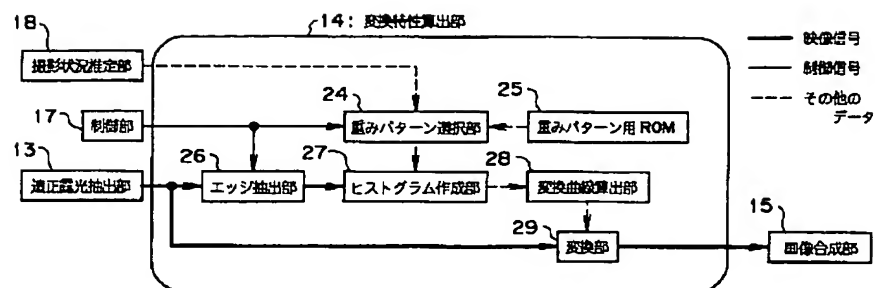 14: 変換特性算出部
18
撮影状況推定部
映像信号
制御信号
その他の
データ
24
25
17
制御部
重みパターン選択部
重みパターン用 ROM
13
26
27
28
適正露光抽出部
エッジ抽出部
ヒストグラム作成部
変換曲線算出部
29
15
変換部
画像合成部